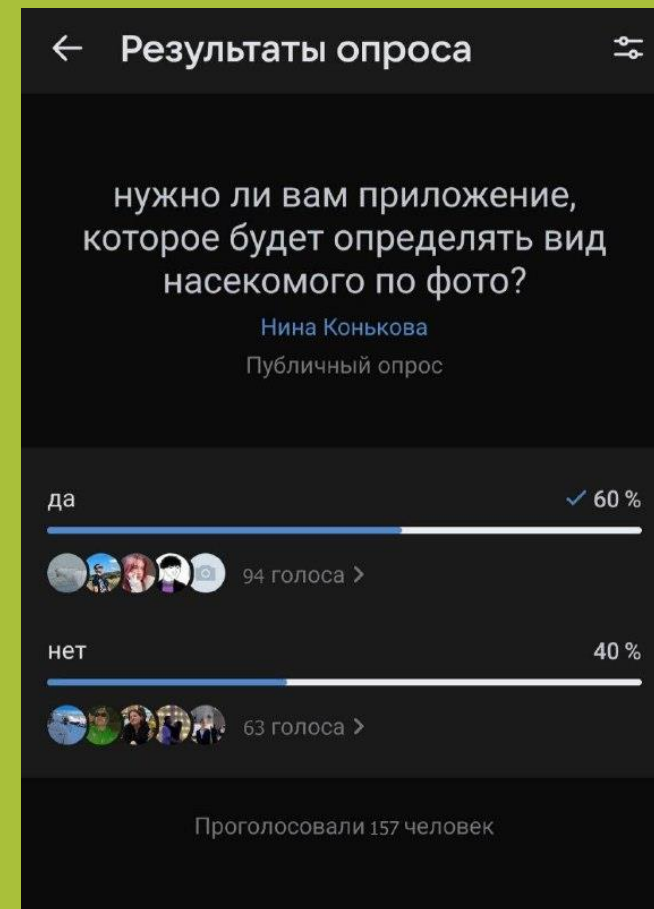 Результаты опроса
нужно ли вам приложение,
которое будет определять вид
насекомого по фото?
Нина Конькова
Публичный опрос
да 60 %
94 голоса
нет 40 %
63 голоса
Проголосовали 157 человек